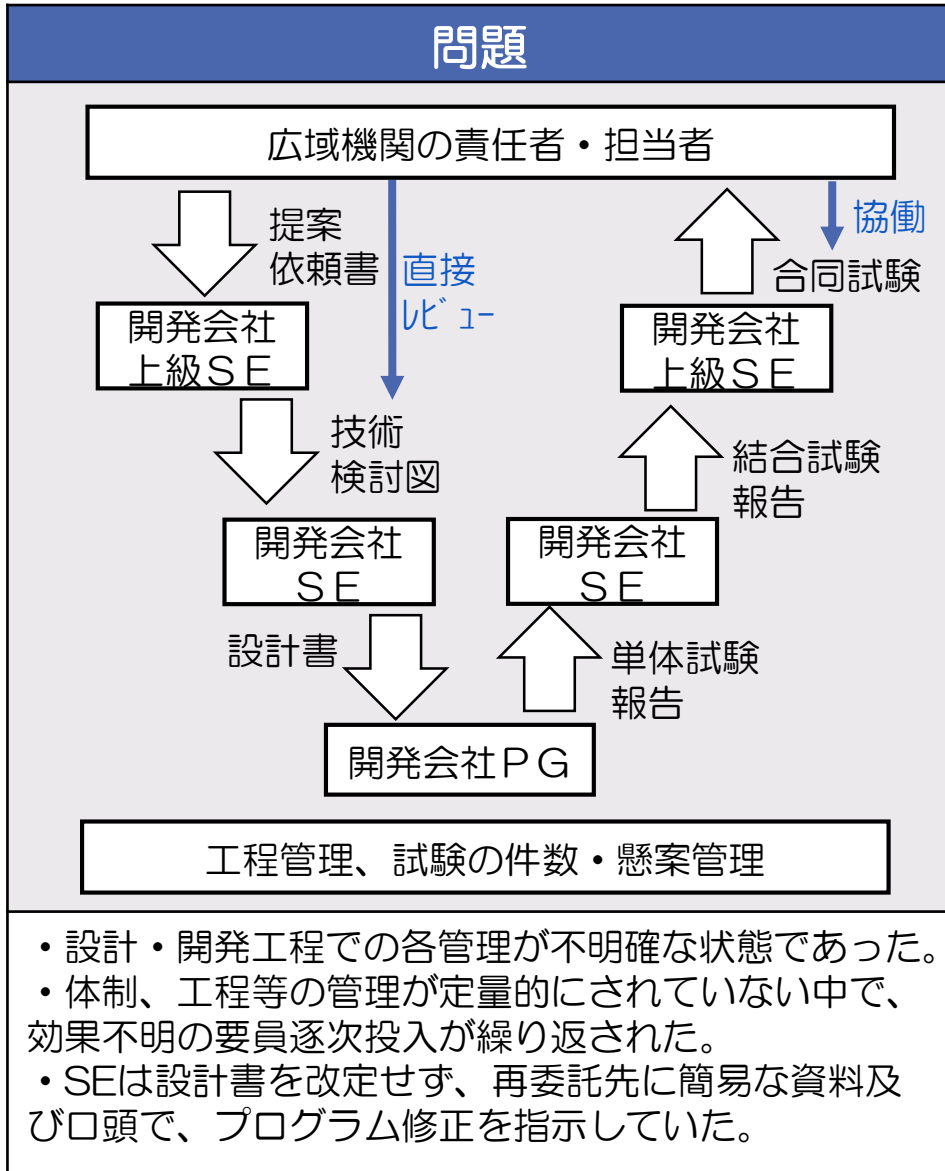 問題
広域機関の責任者・担当者
提案
依頼書
直接
レビュー
協働
合同試験
開発会社
上級SE
開発会社
上級SE
技術
検討図
結合試験
報告
開発会社
SE
開発会社
SE
設計書
単体試験
報告
開発会社PG
工程管理、試験の件数・懸案管理
・設計・開発工程での各管理が不明確な状態であった。
・体制、工程等の管理が定量的にされていない中で、
効果不明の要員逐次投入が繰り返された。
・SEは設計書を改定せず、再委託先に簡易な資料及
び口頭で、プログラム修正を指示していた。